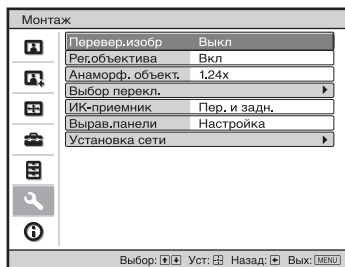 Монтаж
Перевер.изобр Выкл
Рег.объектива Вкл
Анаморф. объект. 1.24x
Выбор перекл.
ИК-приемник Пер. и задн.
Вырав.панели Настройка
Установка сети
Выбор: Уст: Назад: Вых: MENU